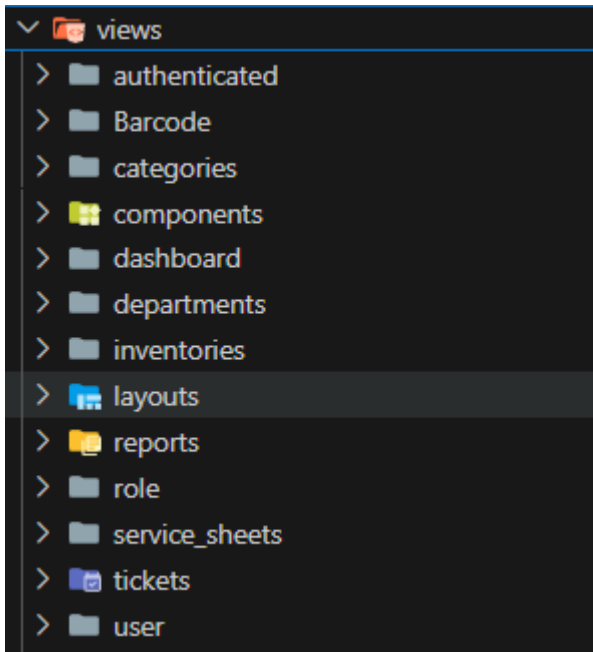 views
authenticated
Barcode
categories
components
dashboard
departments
inventories
layouts
reports
role
service_sheets
tickets
user